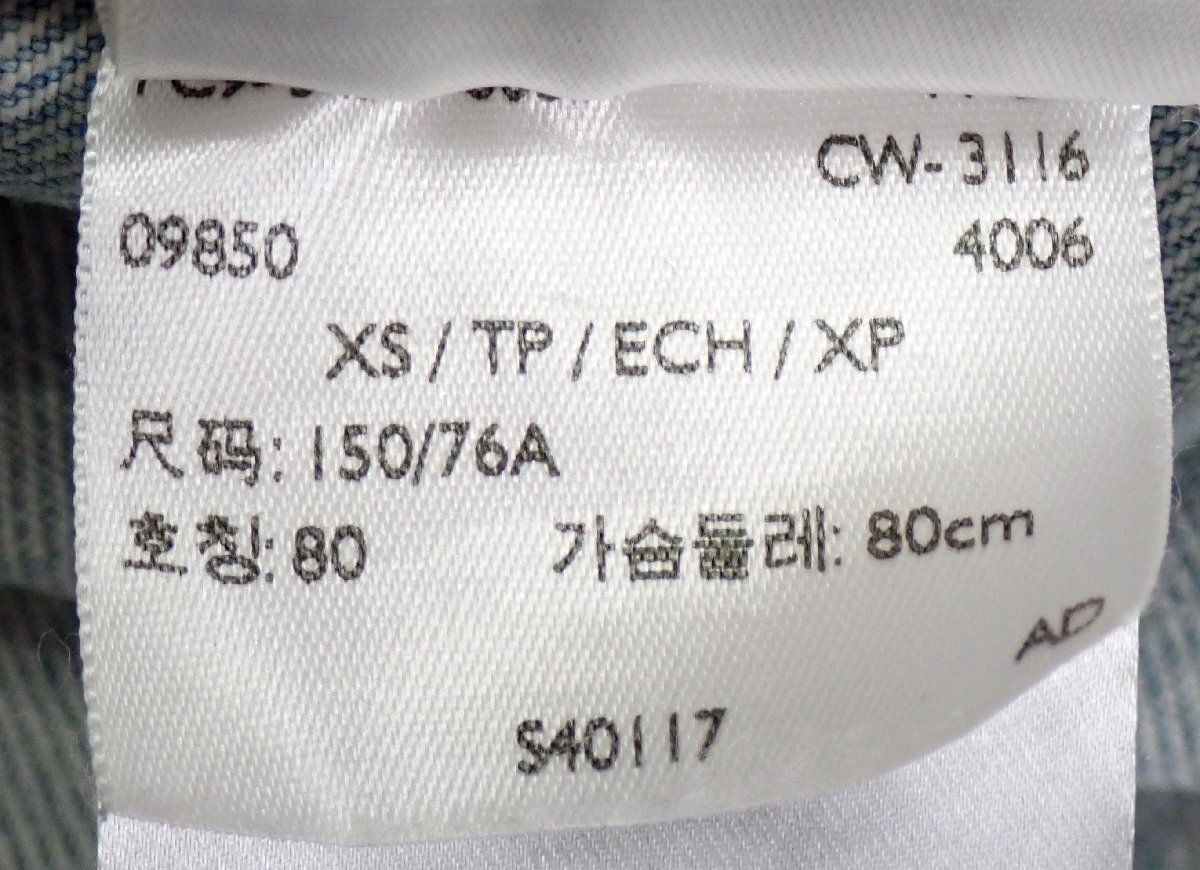 CW-3116
09850 4006
XS / TP / ECH / XP
尺码: 150/76A
호칭: 80 가슴둘레: 80cm
AD
S40117